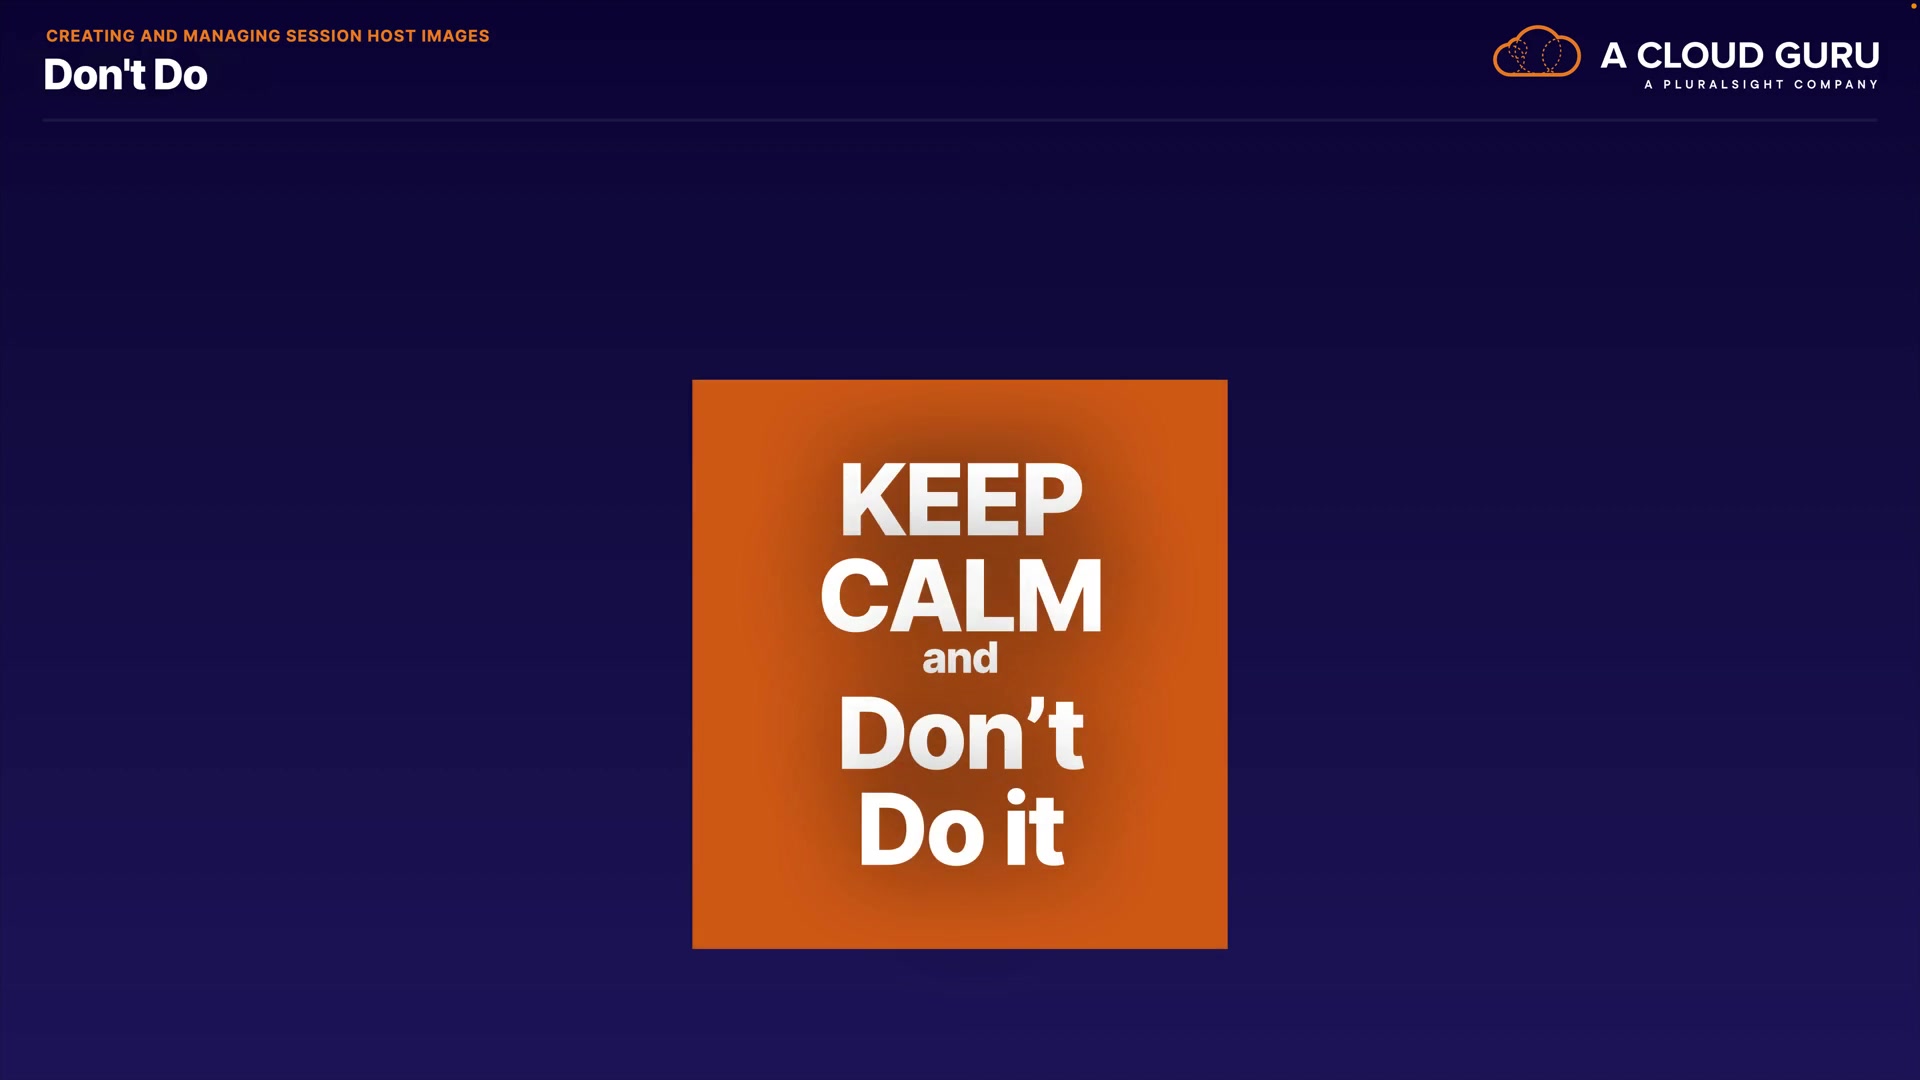 CREATING AND MANAGING SESSION HOST IMAGES
Don't Do
A CLOUD GURU
A PLURALSIGHT COMPANY
KEEP
CALM
and
Don’t
Do it